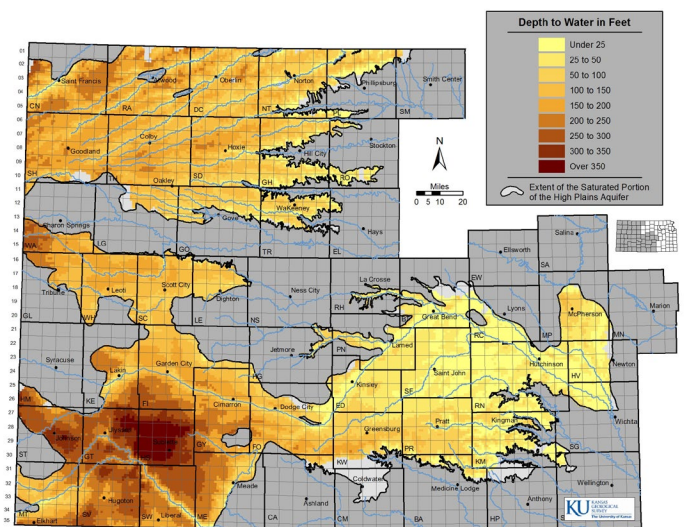 Depth to Water in Feet
Under 25
25 to 50
50 to 100
100 to 150
150 to 200
200 to 250
250 to 300
300 to 350
Over 350
Extent of the Saturated Portion
of the High Plains Aquifer
N
Miles
0 5 10 20
01
02
03
04
05
06
07
08
09
10
11
12
13
14
15
16
17
18
19
20
21
22
23
24
25
26
27
28
29
30
31
32
33
34
35
Saint Francis
Atwood
Oberlin
Norton
Phillipsburg
Smith Center
CN
RA
DC
NT
SM
Goodland
Colby
Hoxie
Hill City
Stockton
SH
TH
Oakley
SD
GH
RO
Sharon Springs
Gove
WaKeeney
Hays
WA
LG
GO
TR
EL
Tribune
Leoti
Scott City
Dighton
Ness City
La Crosse
Great Bend
Ellsworth
Salina
SA
EW
Lyons
McPherson
Marion
GL
WH
SC
LE
NS
RH
RC
MP
MN
Syracuse
Lakin
Garden City
Jetmore
PN
Larned
Hutchinson
Newton
HM
KE
FI
HG
Cimarron
Dodge City
Kinsey
Saint John
ED
SF
RN
HV
Johnson
ST
GT
GY
FO
Greensburg
Pratt
Kingman
Wichita
KW
PR
KM
SG
Hugoton
Meade
Coldwater
Medicine Lodge
Wellington
Elkhart
MT
SV
SW
Liberal
ME
Ashland
CA
CM
BA
Anthony
HP
KU
KANSAS
GEOLOGICAL
SURVEY
The University of Kansas